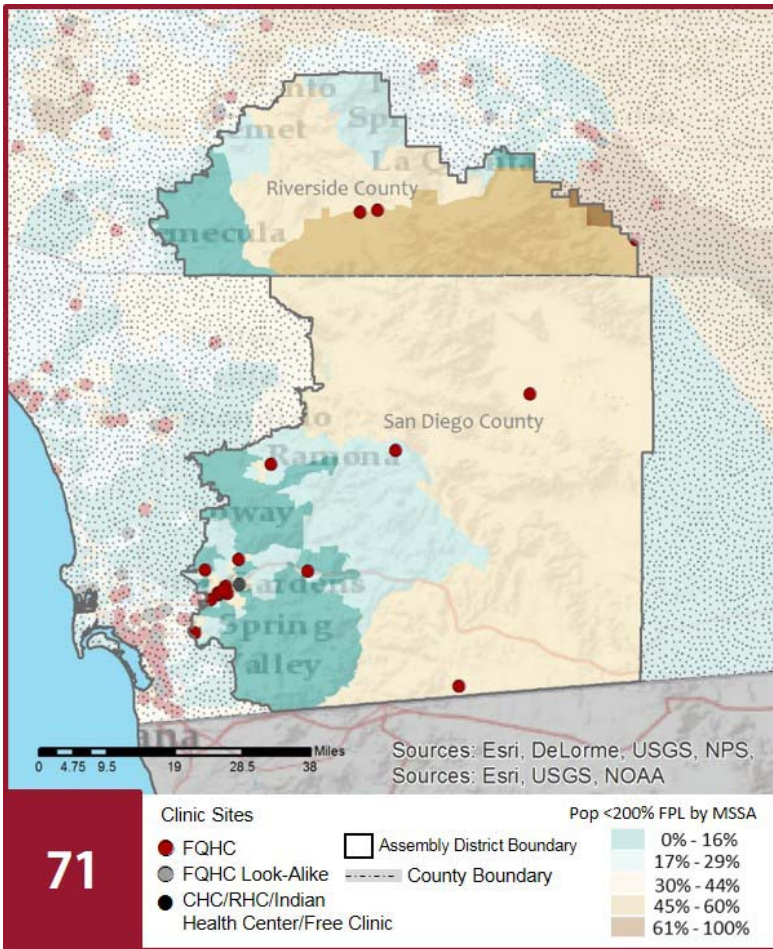 Riverside County
La
Ramona
San Diego County
Spring
Valley
ana
Miles
0 4.75 9.5 19 28.5 38
Sources: Esri, DeLorme, USGS, NPS,
Sources: Esri, USGS, NOAA
71
Clinic Sites
FQHC
FQHC Look-Alike
CHC/RHC/Indian
Health Center/Free Clinic
Assembly District Boundary
County Boundary
Pop <200% FPL by MSSA
0% - 16%
17% - 29%
30% - 44%
45% - 60%
61% - 100%